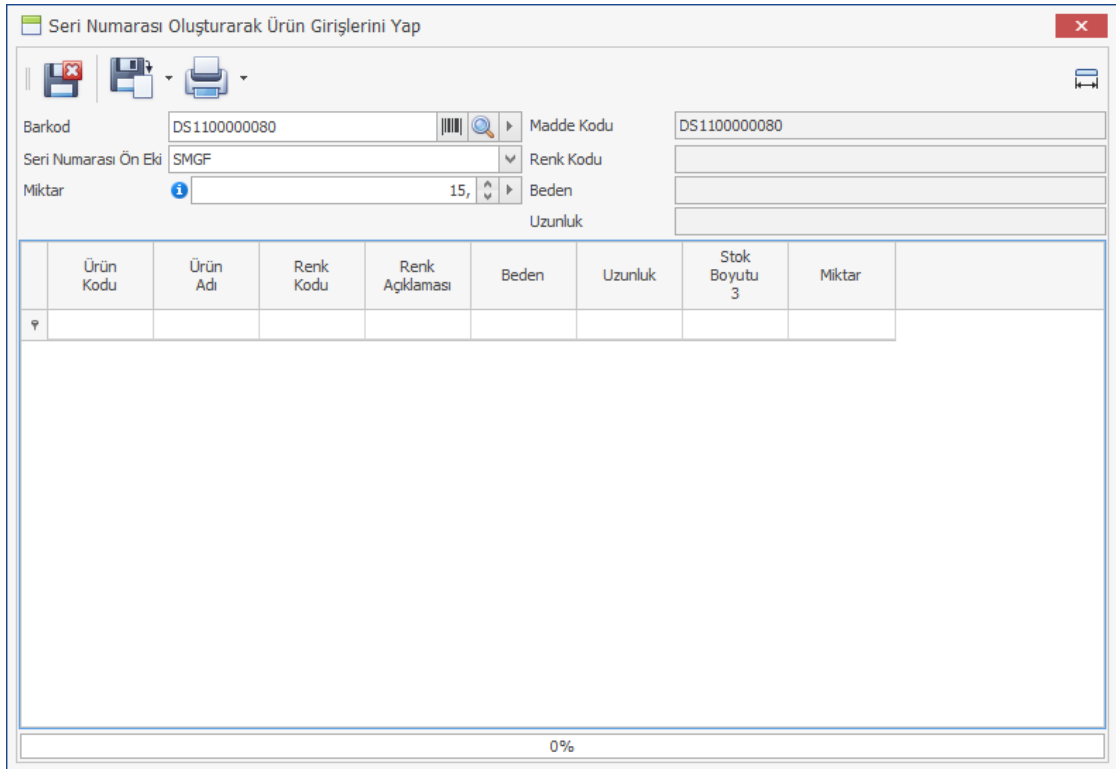 Seri Numarası Oluşturarak Ürün Girişlerini Yap
Barkod DS1100000080 Madde Kodu DS1100000080
Seri Numarası Ön Eki SMGF Renk Kodu
Miktar 15, Beden
Uzunluk
Ürün Kodu Ürün Adı Renk Kodu Renk Açıklaması Beden Uzunluk Stok Boyutu 3 Miktar
0%